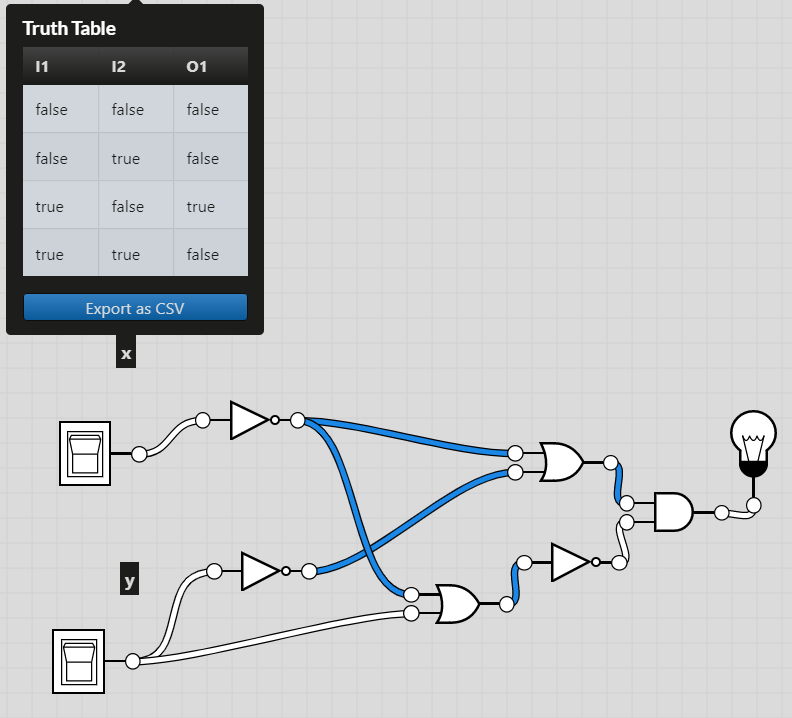 Truth Table
I1 I2 O1
false false false
false true false
true false true
true true false
Export as CSV
x
y